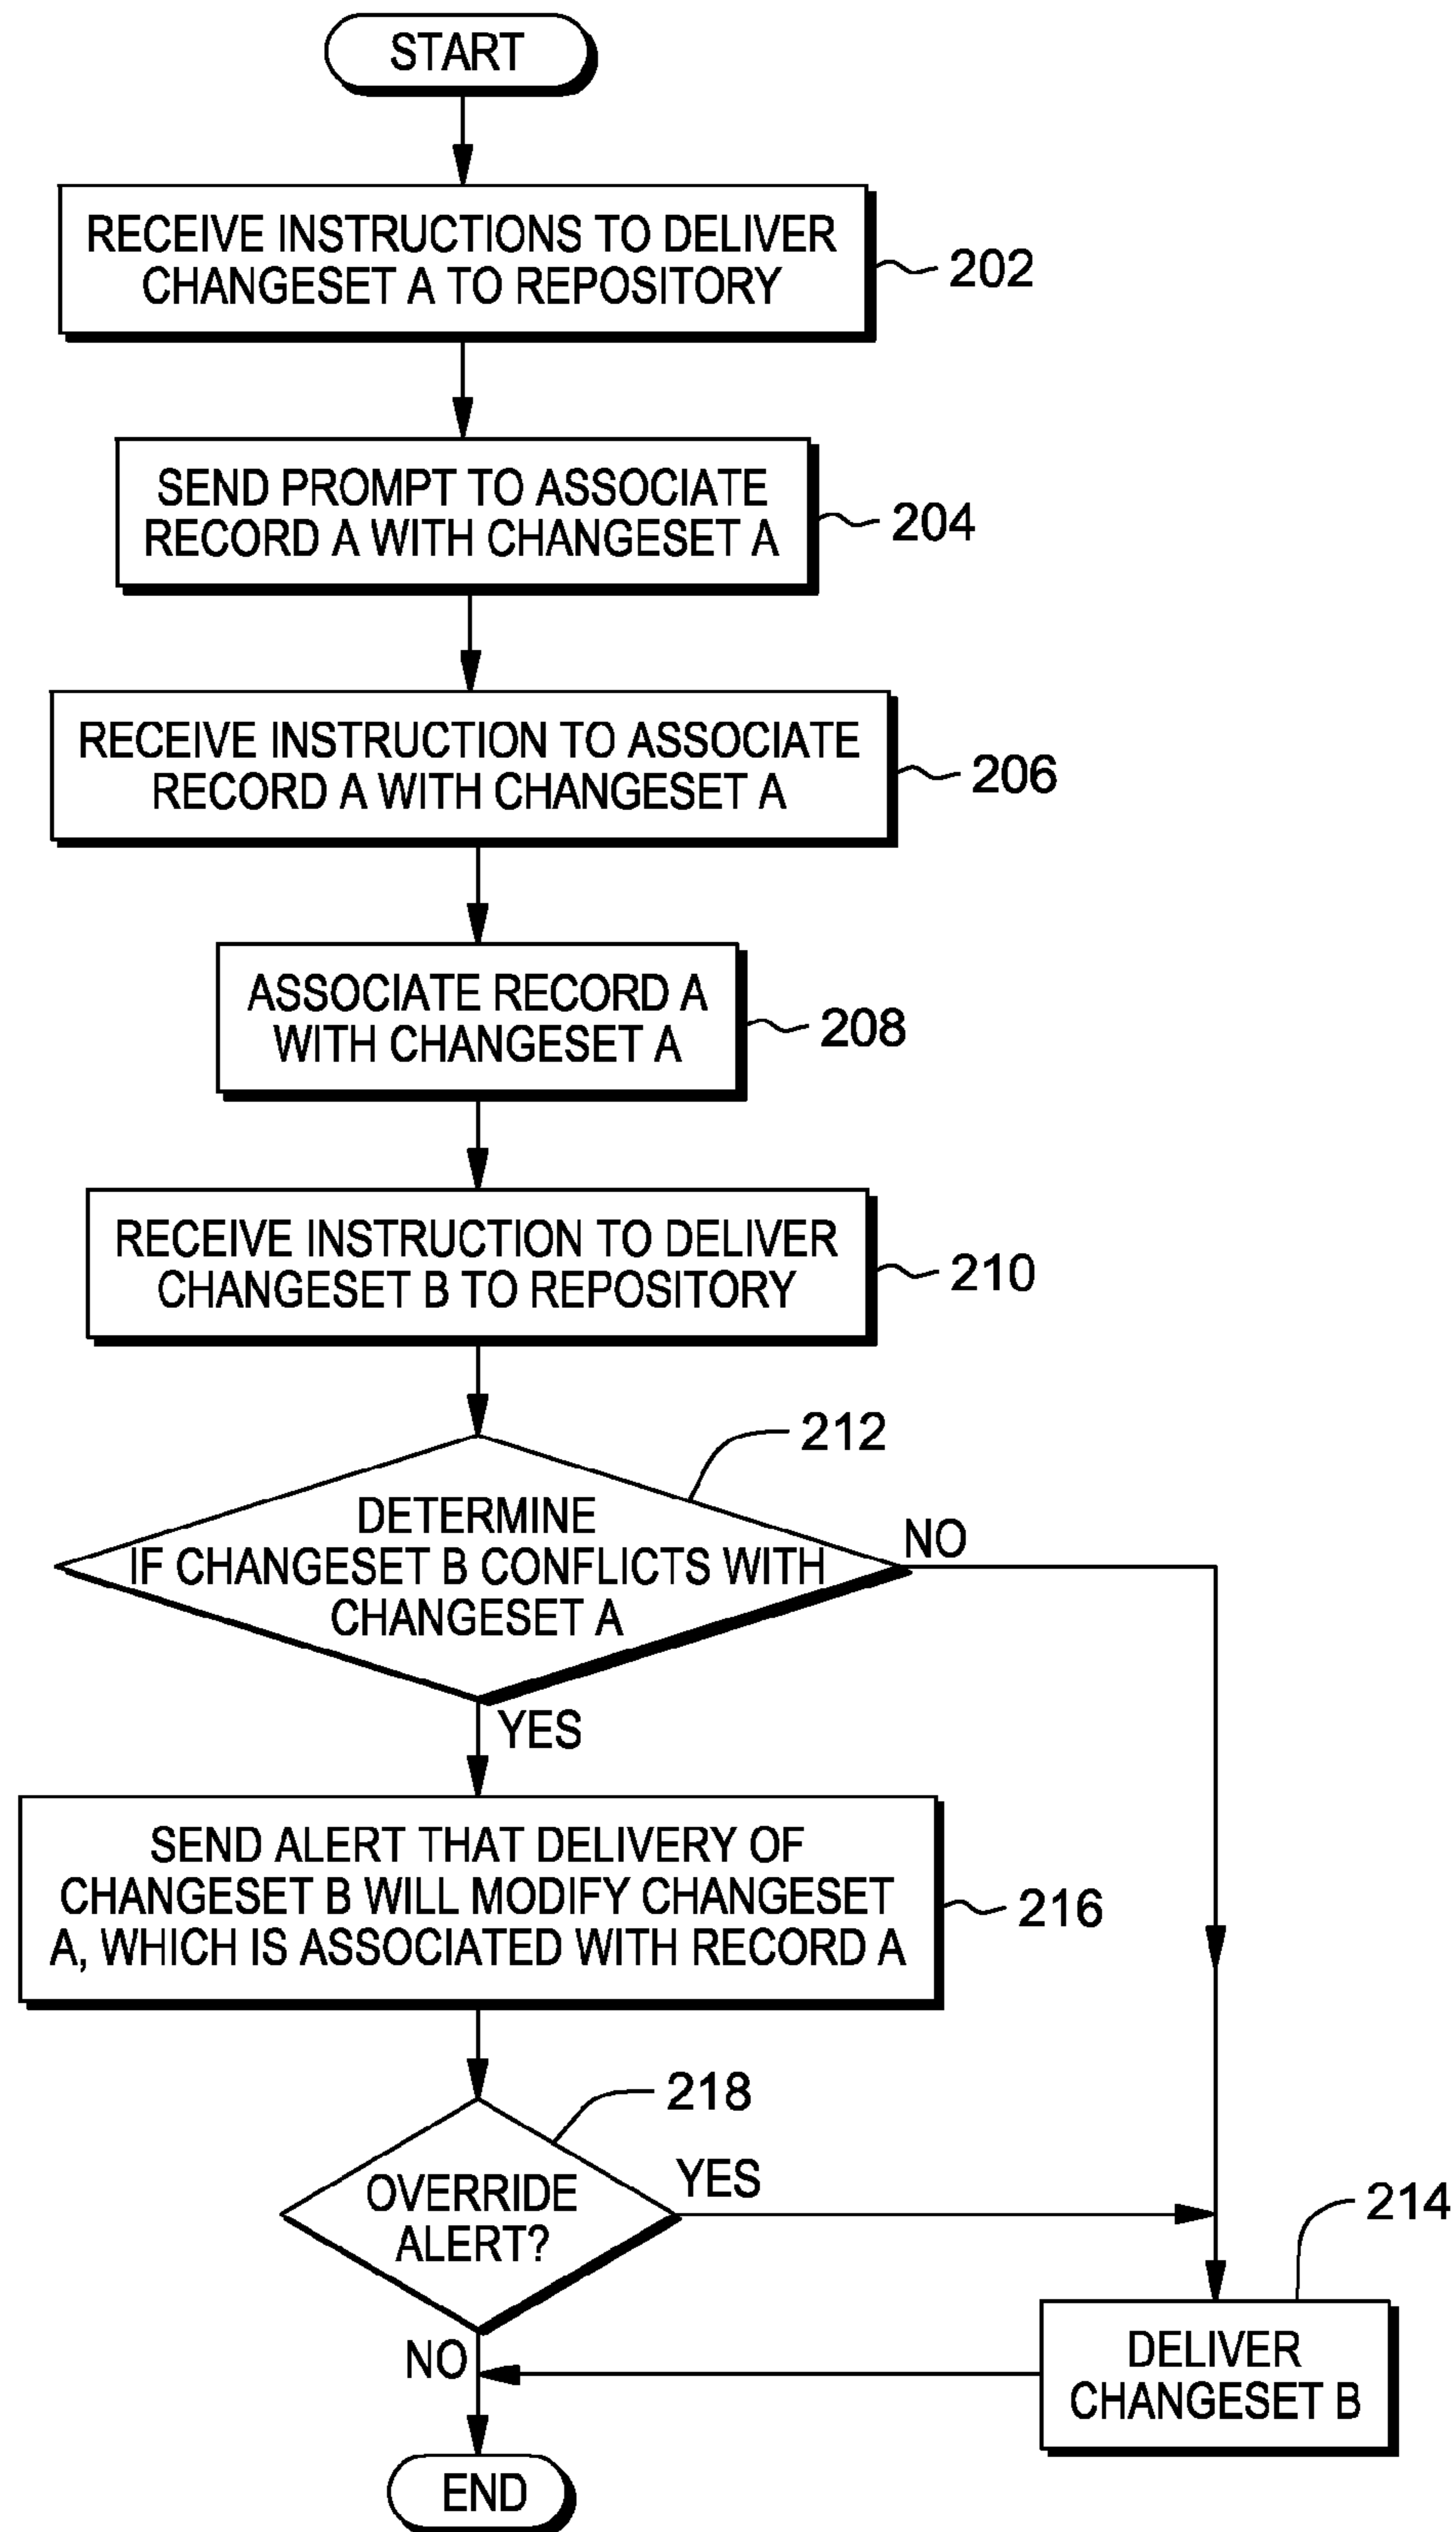 START
RECEIVE INSTRUCTIONS TO DELIVER
CHANGESET A TO REPOSITORY
202
SEND PROMPT TO ASSOCIATE
RECORD A WITH CHANGESET A
204
RECEIVE INSTRUCTION TO ASSOCIATE
RECORD A WITH CHANGESET A
206
ASSOCIATE RECORD A
WITH CHANGESET A
208
RECEIVE INSTRUCTION TO DELIVER
CHANGESET B TO REPOSITORY
210
212
DETERMINE
IF CHANGESET B CONFLICTS WITH
CHANGESET A
NO
YES
SEND ALERT THAT DELIVERY OF
CHANGESET B WILL MODIFY CHANGESET
A, WHICH IS ASSOCIATED WITH RECORD A
216
218
OVERRIDE
ALERT?
YES
214
NO
DELIVER
CHANGESET B
END